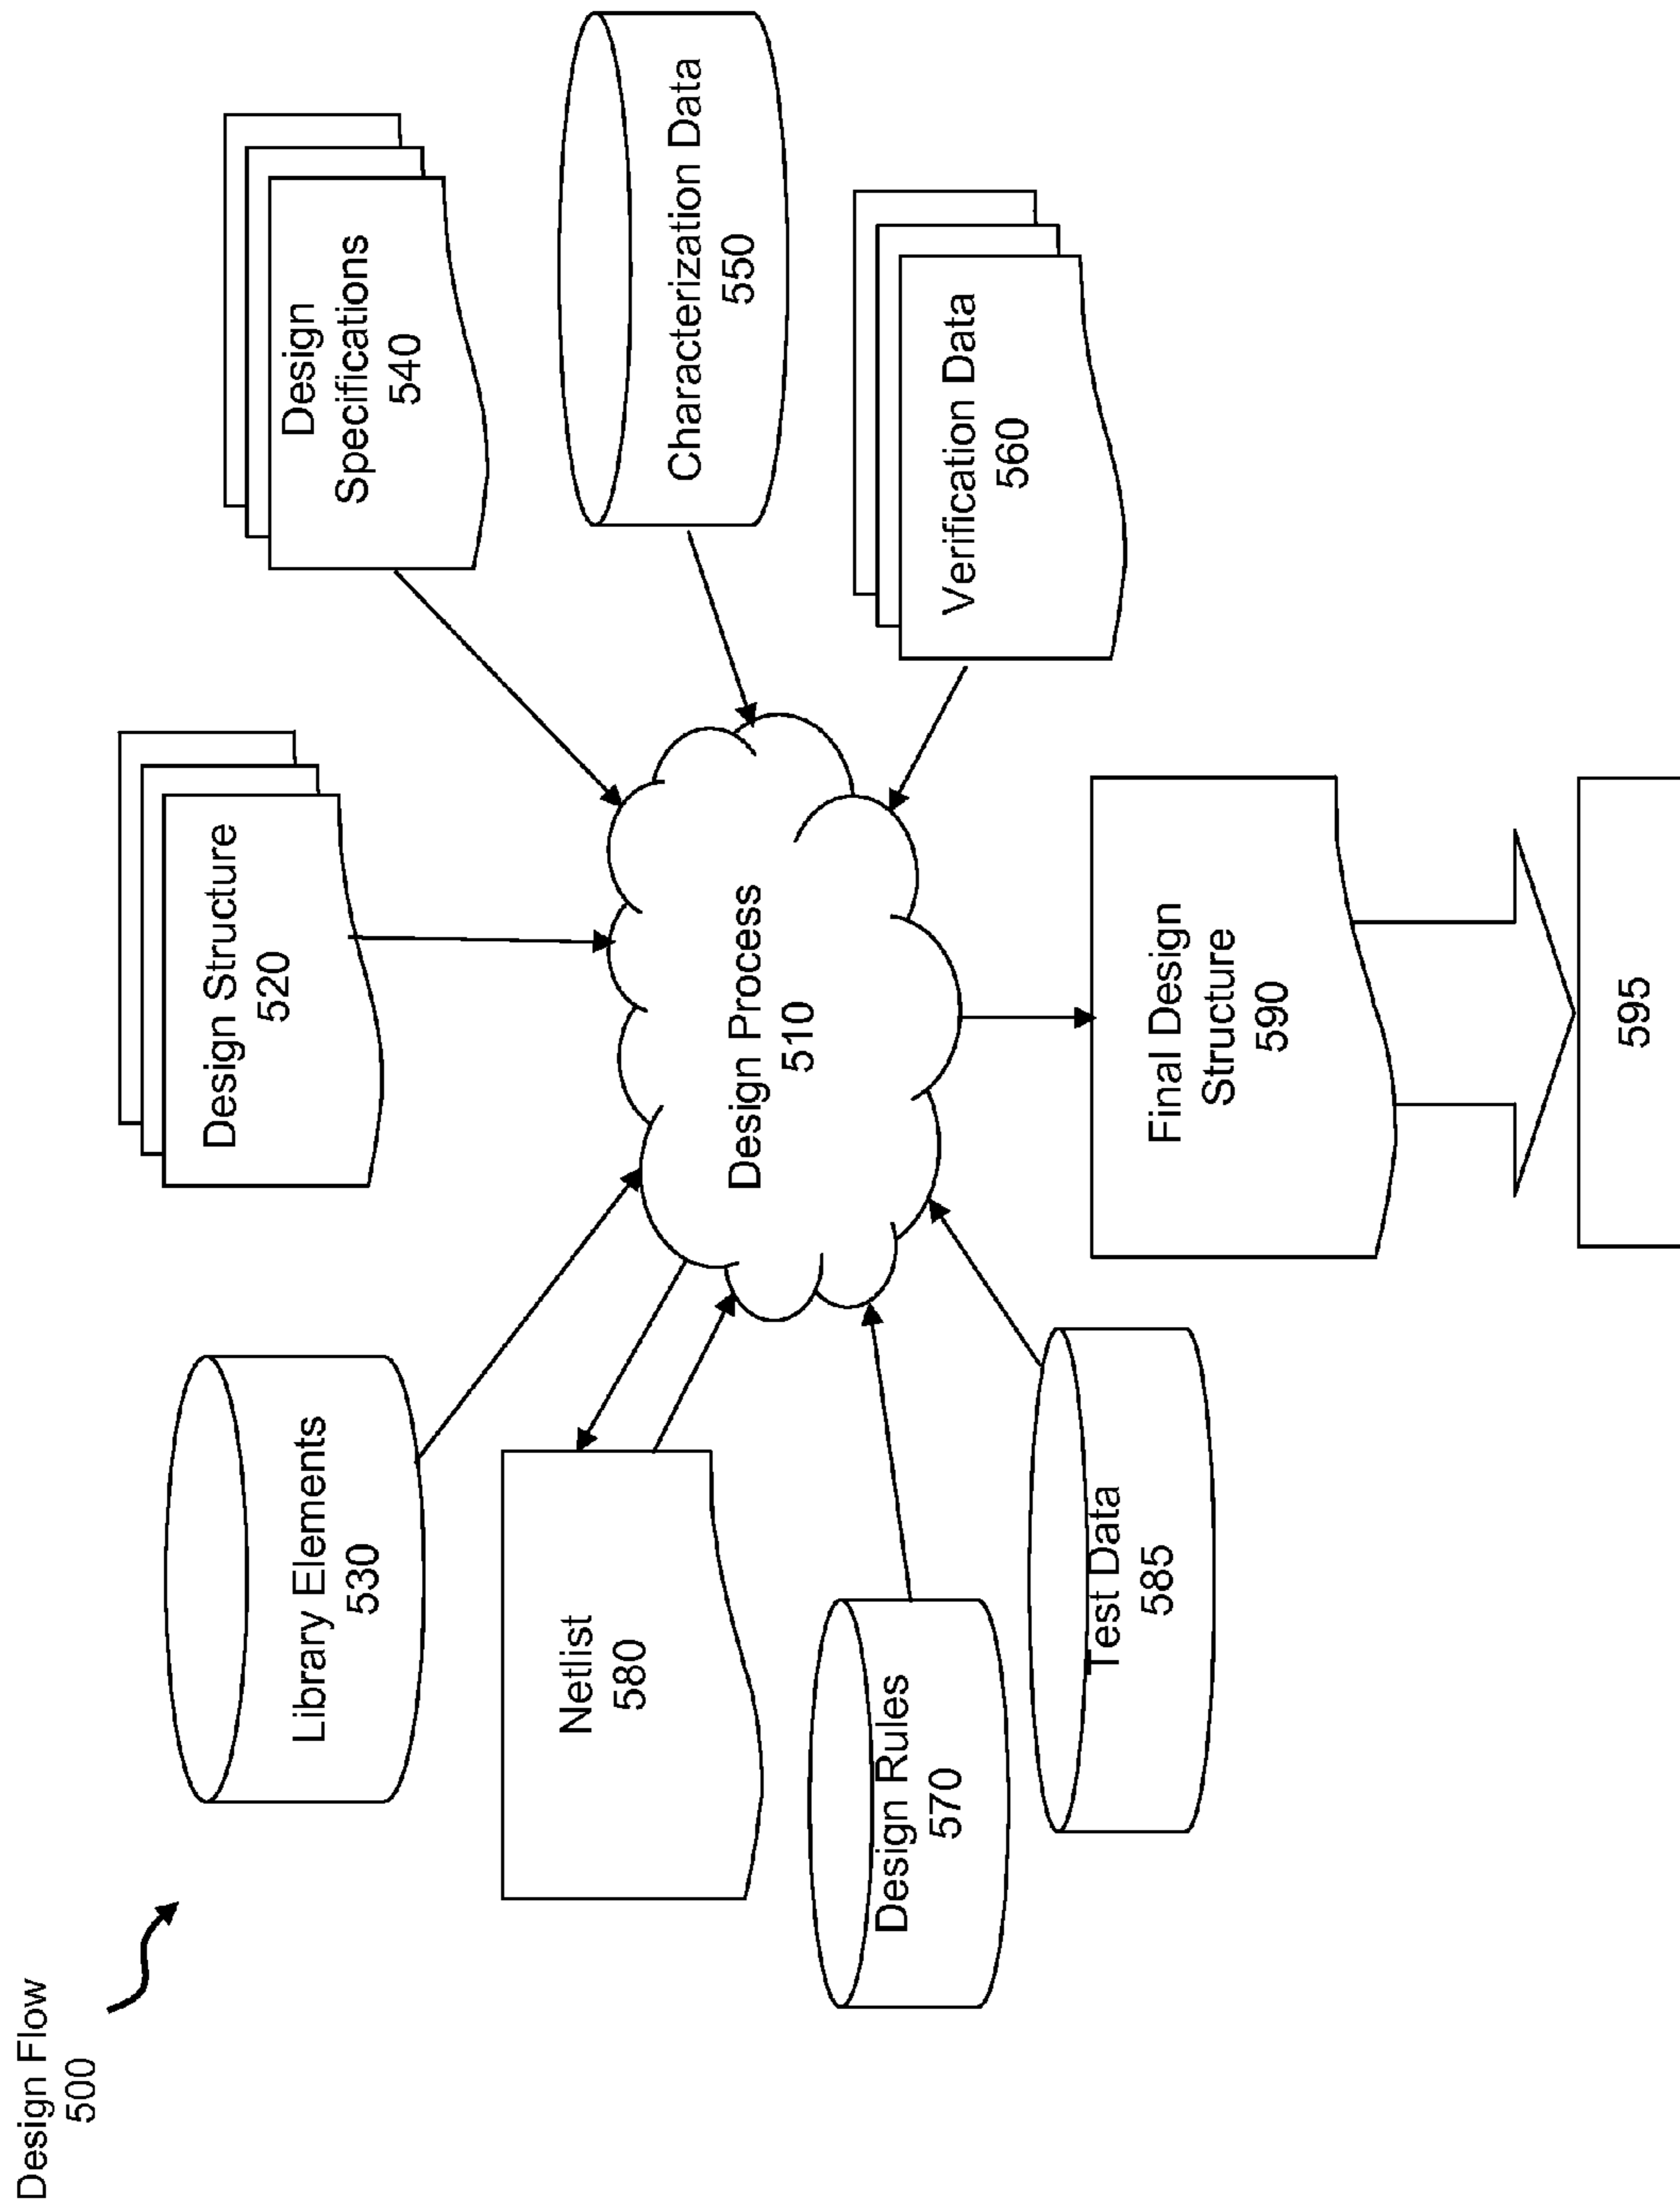 Design Flow
500
Design Structure
520
Library Elements
530
Design
Specifications
540
Netlist
580
Design Process
510
Characterization Data
550
Design Rules
570
Verification Data
560
Test Data
585
Final Design
Structure
590
595